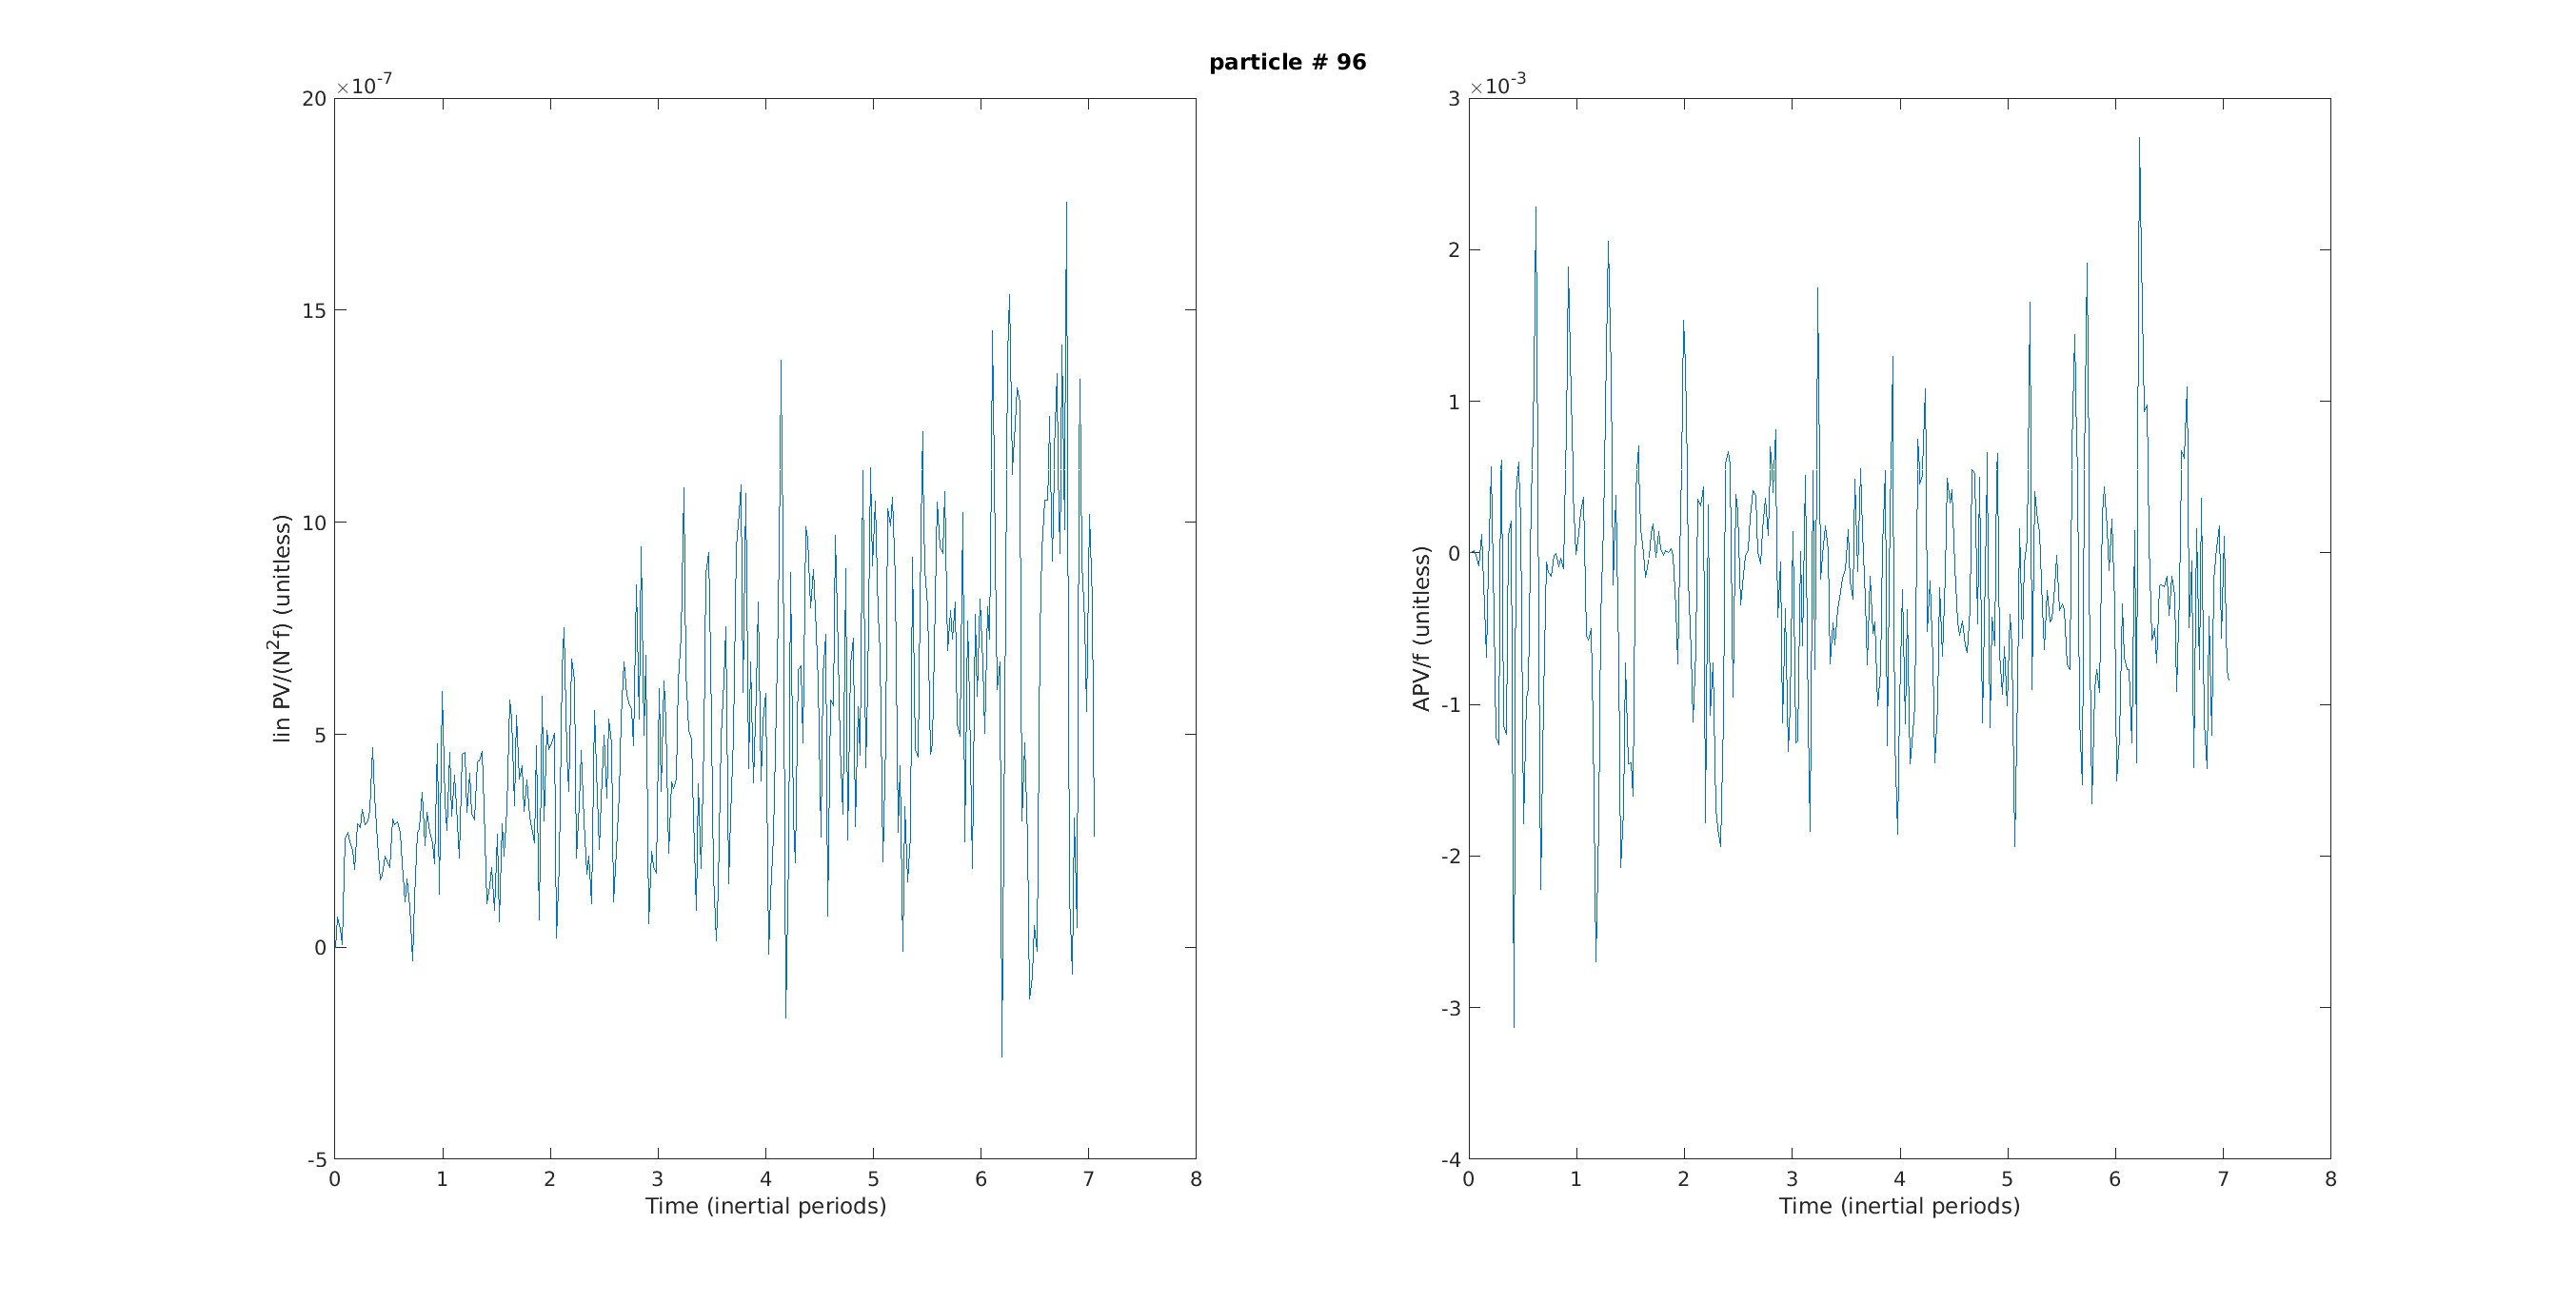 particle # 96
×10^-7
20
15
10
5
0
-5
lin PV/(N^2f) (unitless)
0 1 2 3 4 5 6 7 8
Time (inertial periods)
×10^-3
3
2
1
0
-1
-2
-3
-4
APV/f (unitless)
0 1 2 3 4 5 6 7 8
Time (inertial periods)